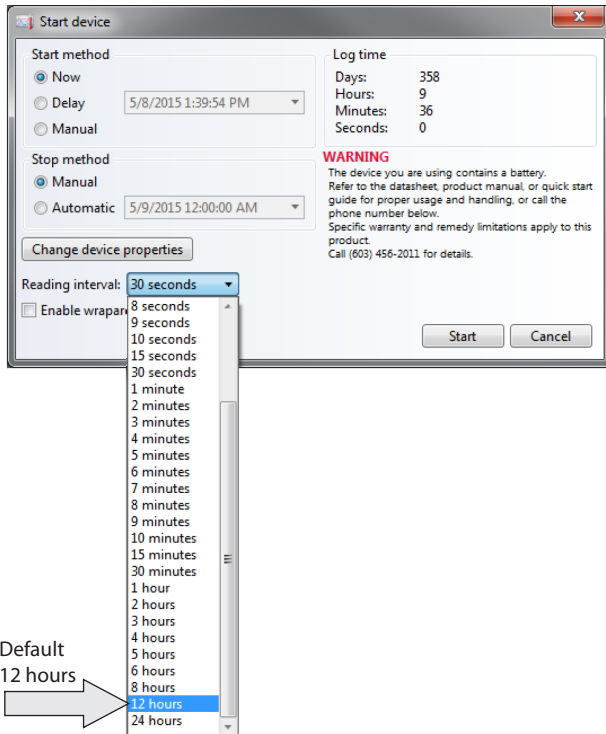 Start device
Start method
Now
Delay 5/8/2015 1:39:54 PM
Manual
Stop method
Manual
Automatic 5/9/2015 12:00:00 AM
Change device properties
Log time
Days: 358
Hours: 9
Minutes: 36
Seconds: 0
WARNING
The device you are using contains a battery.
Refer to the datasheet, product manual, or quick start
guide for proper usage and handling, or call the
phone number below.
Specific warranty and remedy limitations apply to this
product.
Call (603) 456-2011 for details.
Reading interval: 30 seconds
Enable wrapar
Start Cancel
8 seconds
9 seconds
10 seconds
15 seconds
30 seconds
1 minute
2 minutes
3 minutes
4 minutes
5 minutes
6 minutes
7 minutes
8 minutes
9 minutes
10 minutes
15 minutes
30 minutes
1 hour
2 hours
3 hours
4 hours
5 hours
6 hours
8 hours
12 hours
24 hours
Default
12 hours